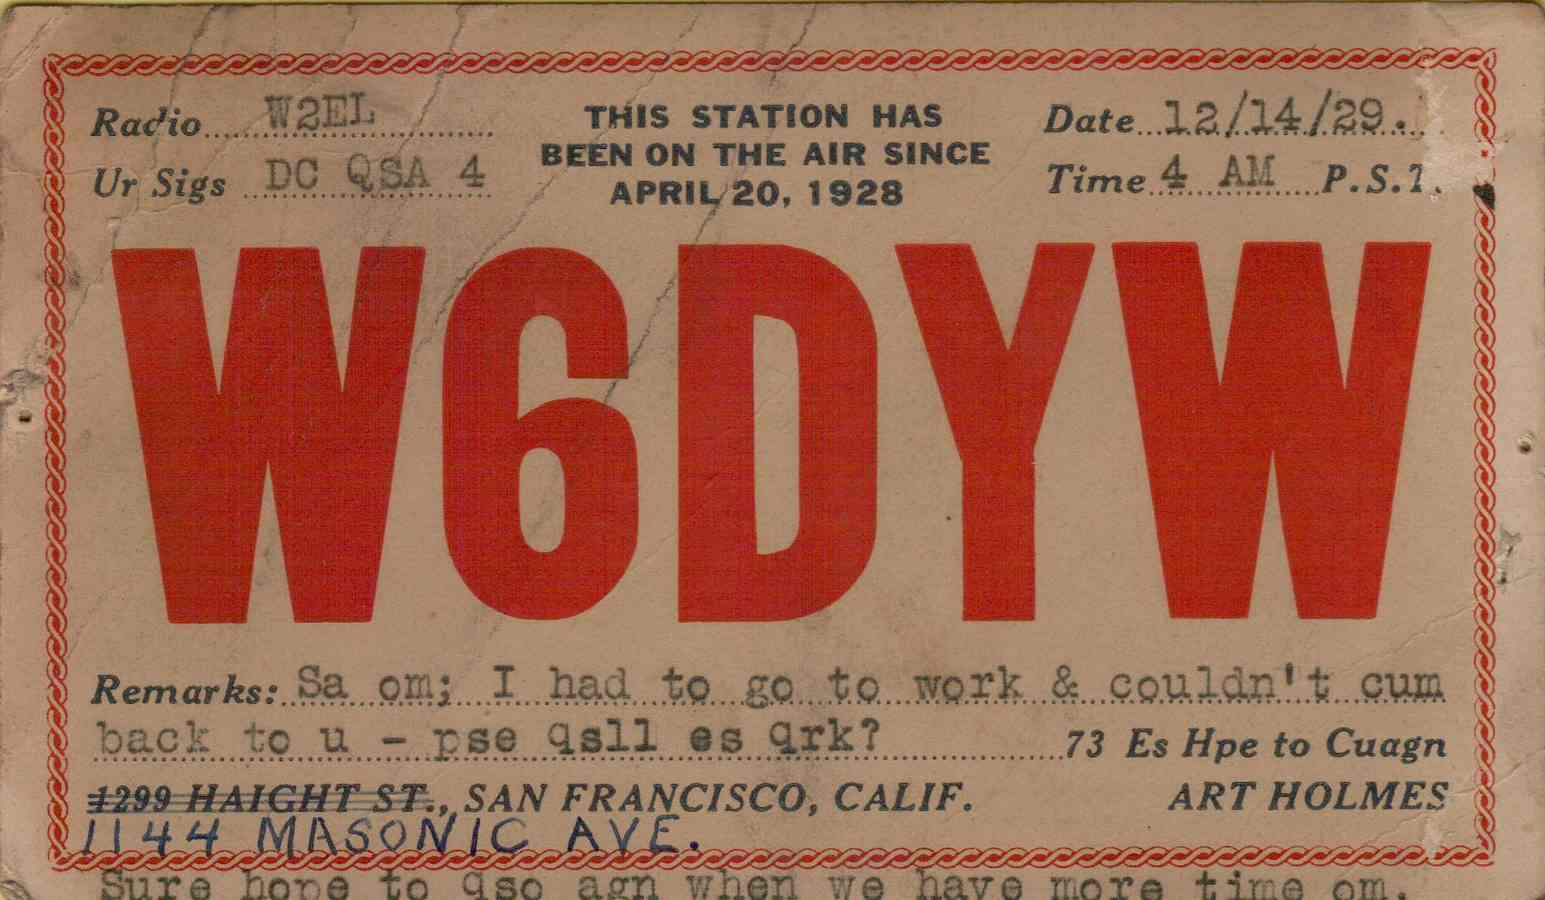 Radio W2EL
THIS STATION HAS
Date 12/14/29.
BEEN ON THE AIR SINCE
Ur Sigs DC QSA 4
APRIL 20, 1928
Time 4 AM P.S.T.
W6DYW
Remarks: Sa om; I had to go to work & couldn't cum
back to u - pse qsll es qrk? 73 Es Hpe to Cuagn
1299 HAIGHT ST., SAN FRANCISCO, CALIF. ART HOLMES
1144 MASONIC AVE.
Sure hope to qso agn when we have more time om.